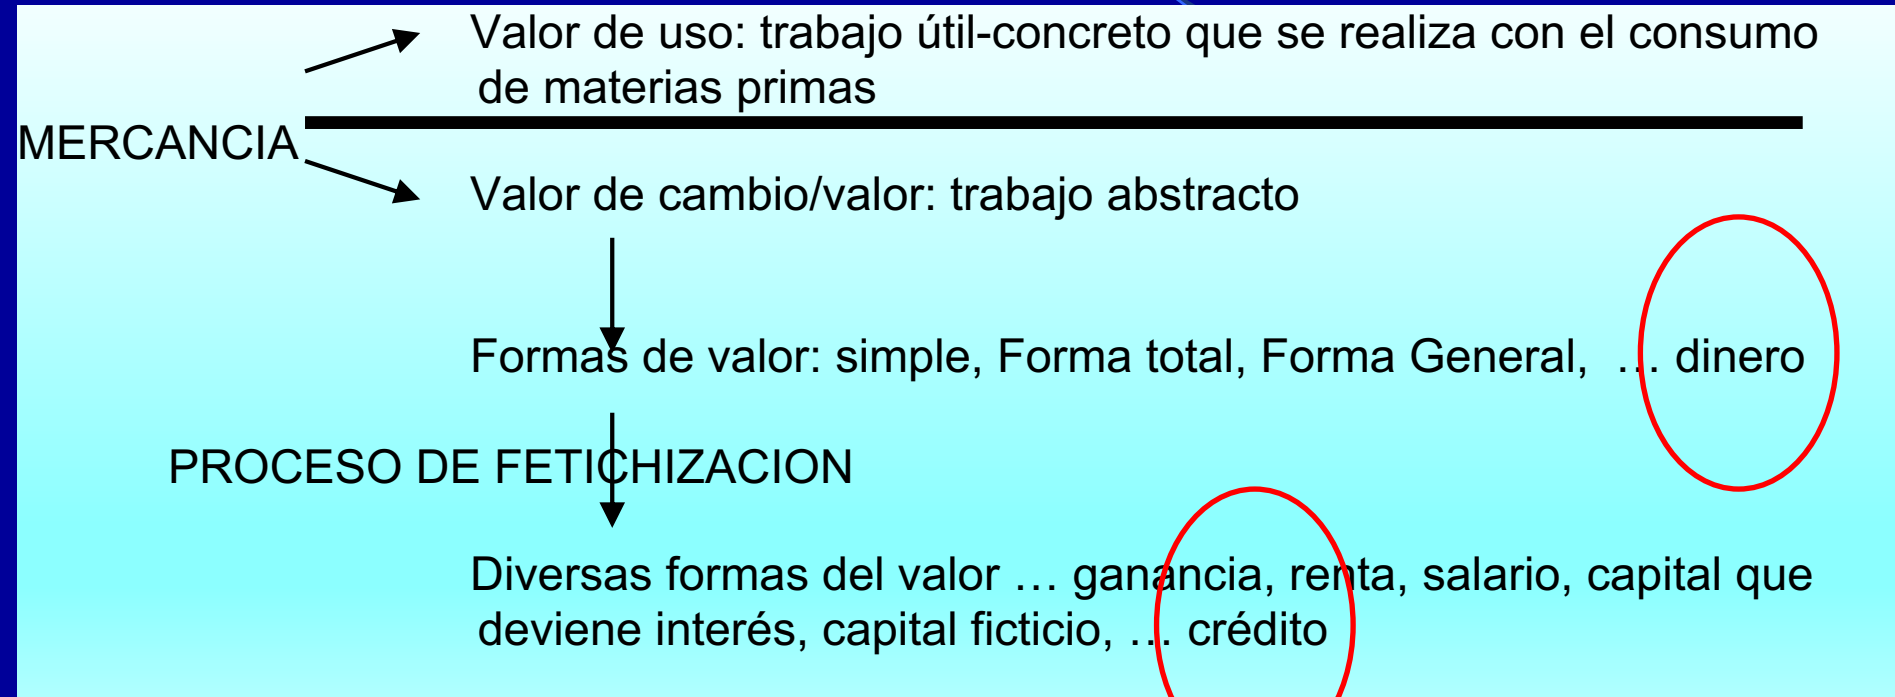 Valor de uso: trabajo útil-concreto que se realiza con el consumo
de materias primas
MERCANCIA
Valor de cambio/valor: trabajo abstracto
Formas de valor: simple, Forma total, Forma General, … dinero
PROCESO DE FETICHIZACION
Diversas formas del valor … ganancia, renta, salario, capital que
deviene interés, capital ficticio, … crédito